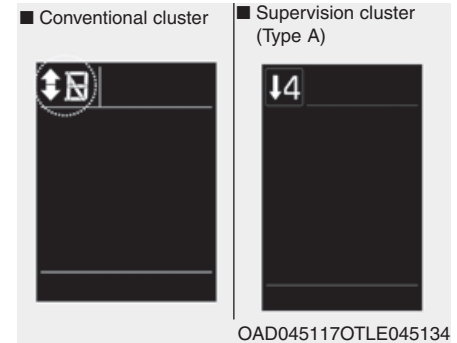 ■ Conventional cluster
■ Supervision cluster
(Type A)
4
OAD045117OTLE045134